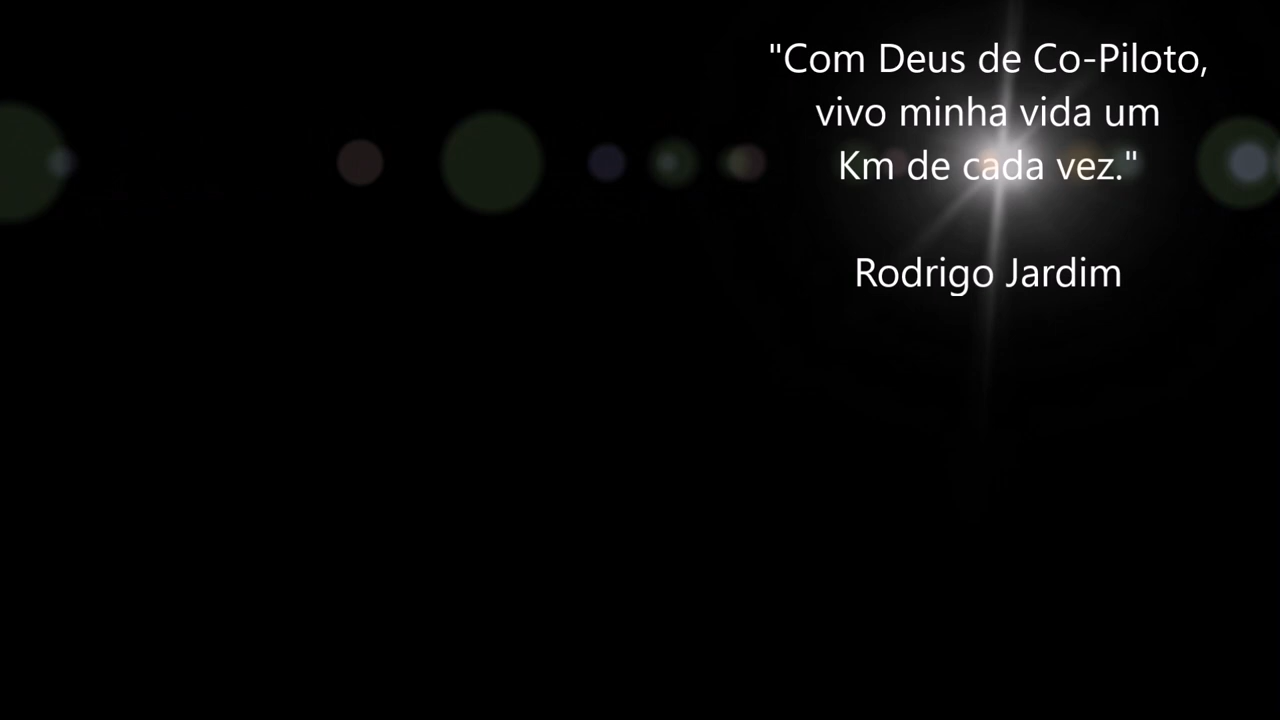 "Com Deus de Co-Piloto,
vivo minha vida um
Km de cada vez."
Rodrigo Jardim